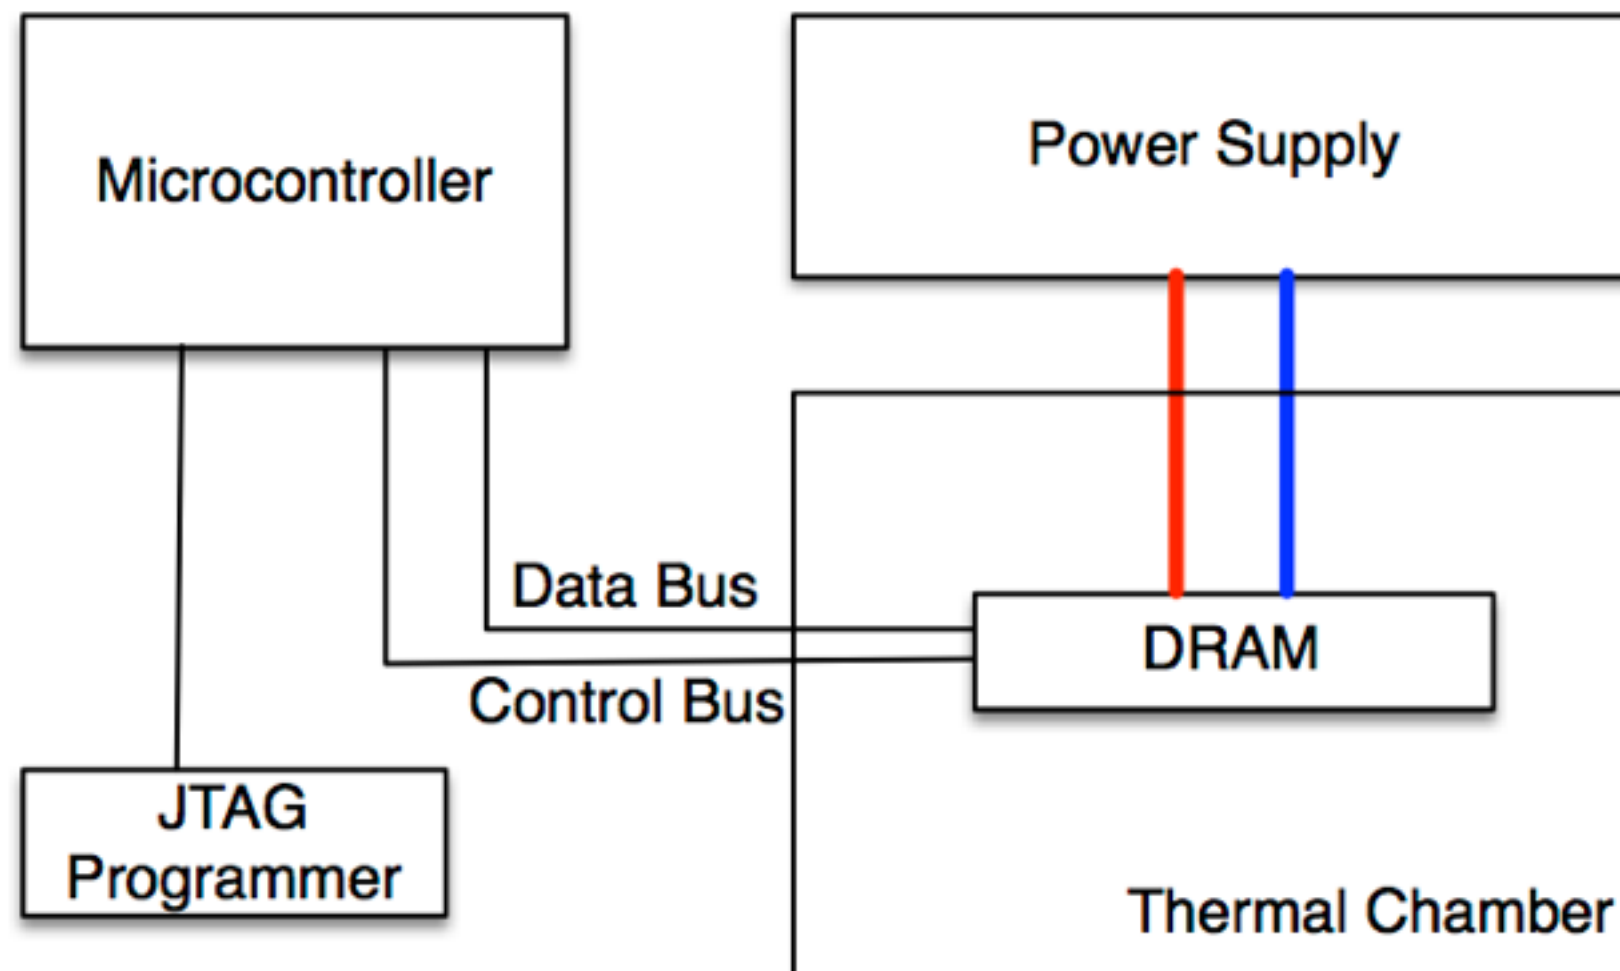 Microcontroller
Power Supply
Data Bus
Control Bus
DRAM
JTAG
Programmer
Thermal Chamber